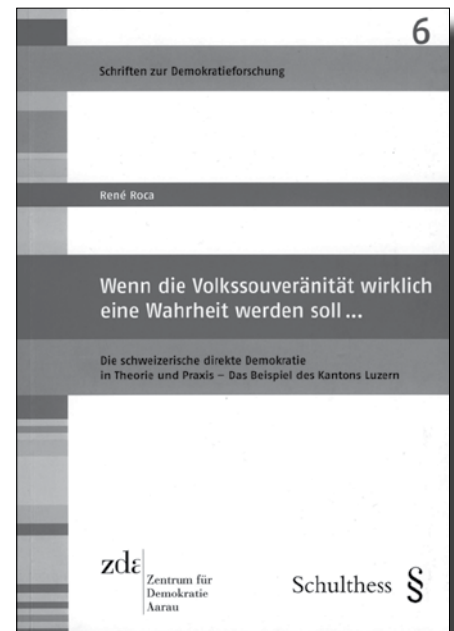 6
Schriften zur Demokratieforschung
René Roca
Wenn die Volkssouveränität wirklich
eine Wahrheit werden soll ...
Die schweizerische direkte Demokratie
in Theorie und Praxis – Das Beispiel des Kantons Luzern
zda
Zentrum für
Demokratie
Aarau
Schulthess §